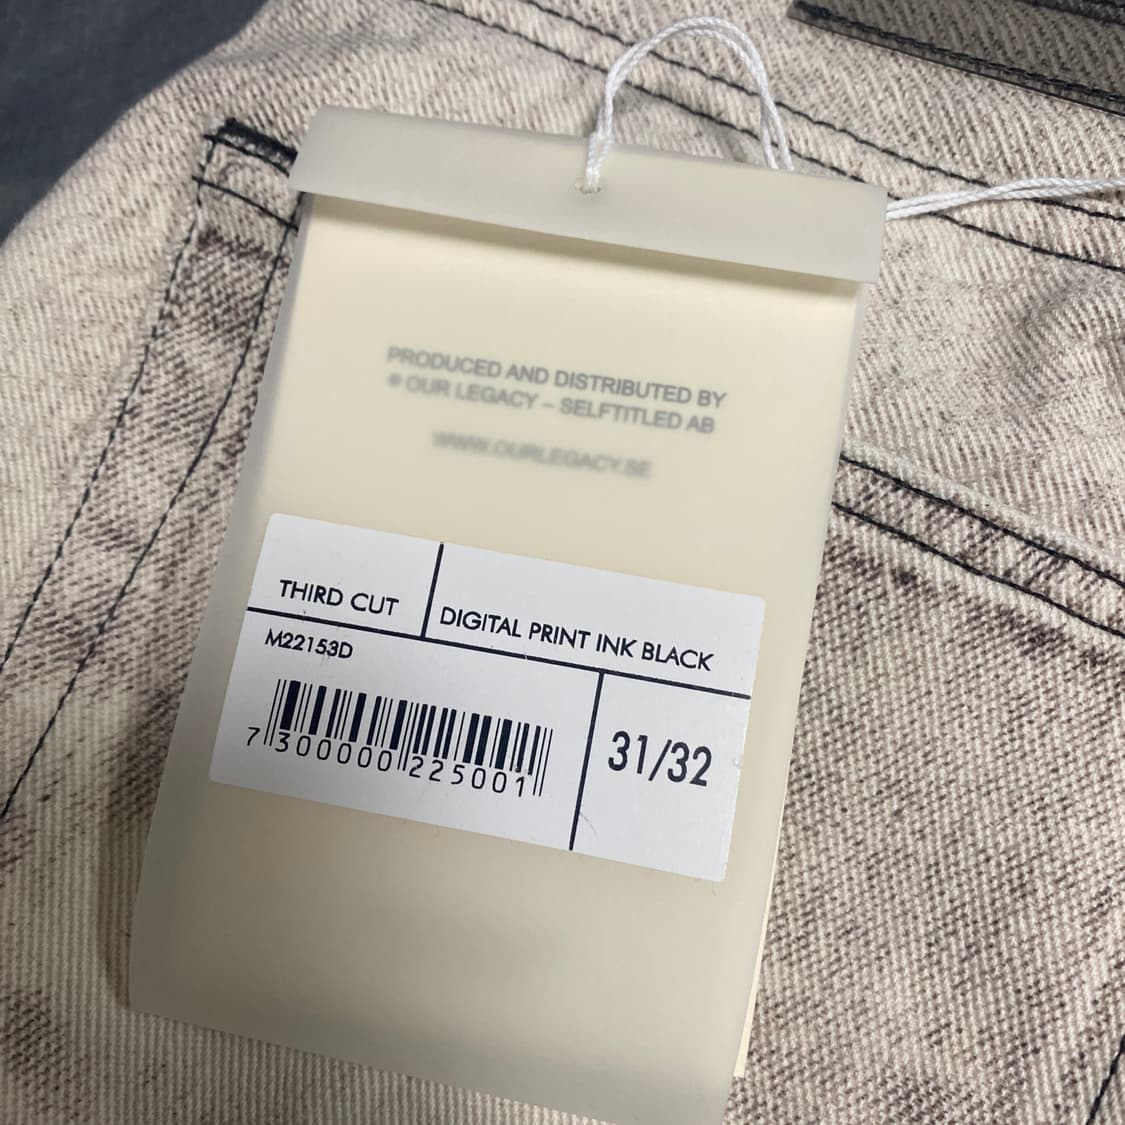 PRODUCED AND DISTRIBUTED BY
® OUR LEGACY – SELFTITLED AB
WWW.OURLEGACY.SE
THIRD CUT
DIGITAL PRINT INK BLACK
M22153D
7 300000 225001
31/32